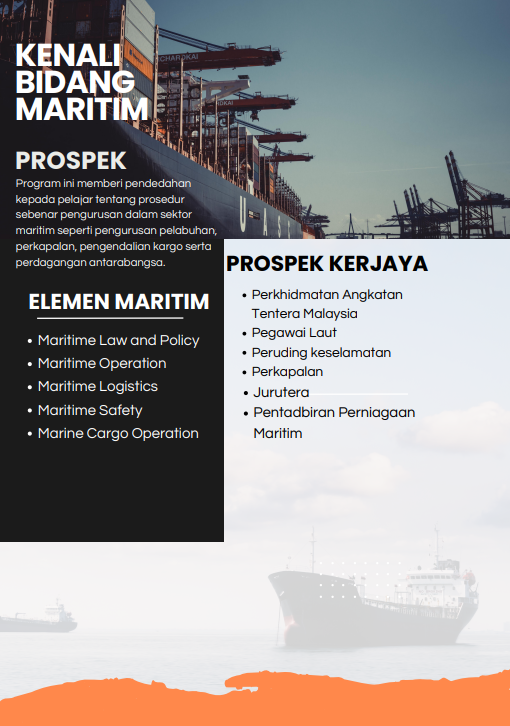 KENALI
BIDANG
MARITIM
PROSPEK
Program ini memberi pendedahan
kepada pelajar tentang prosedur
sebenar pengurusan dalam sektor
maritim seperti pengurusan pelabuhan,
perkapalan, pengendalian kargo serta
perdagangan antarabangsa.
ELEMEN MARITIM
• Maritime Law and Policy
• Maritime Operation
• Maritime Logistics
• Maritime Safety
• Marine Cargo Operation
PROSPEK KERJAYA
• Perkhidmatan Angkatan
Tentera Malaysia
• Pegawai Laut
• Peruding keselamatan
• Perkapalan
• Jurutera
• Pentadbiran Perniagaan
Maritim